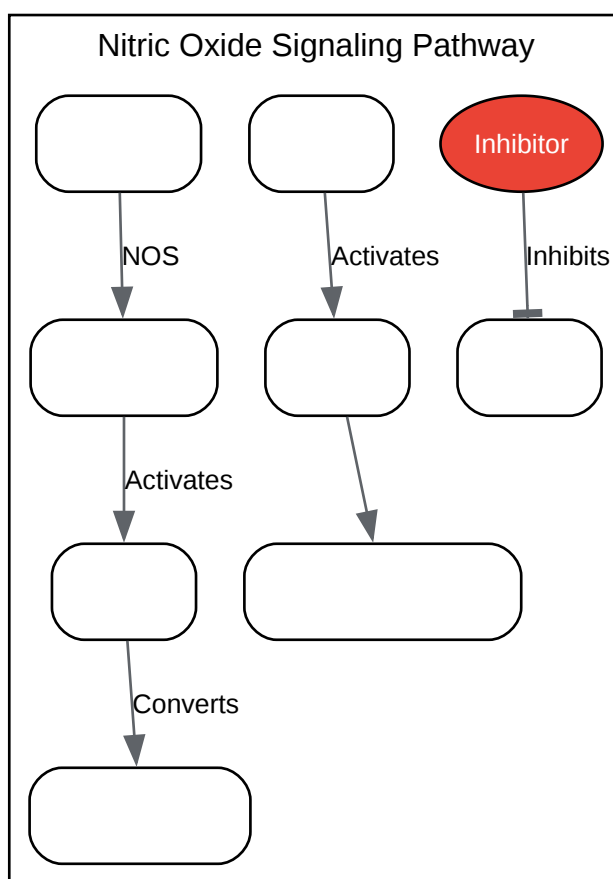 Nitric Oxide Signaling Pathway
Inhibitor
NOS
Activates
Inhibits
Activates
Converts